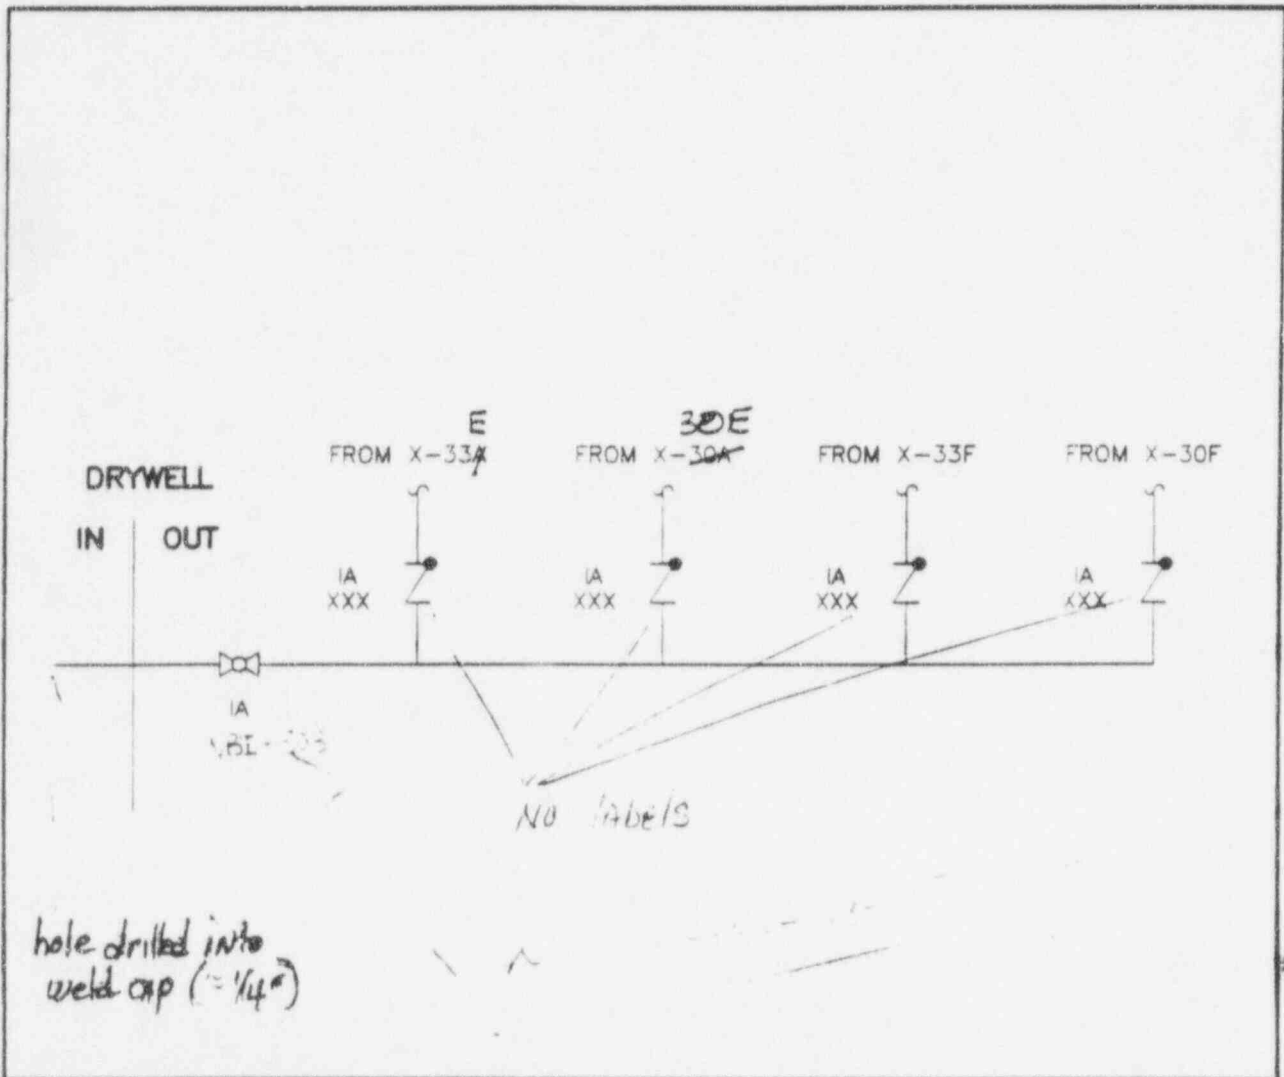 E
30E
FROM X-33A
FROM X-30A
FROM X-33F
FROM X-30F
DRYWELL
IN
OUT
IA
XXX
IA
XXX
IA
XXX
IA
XXX
IA
NO labels
hole drilled into
weld cap (≈ 1/4")